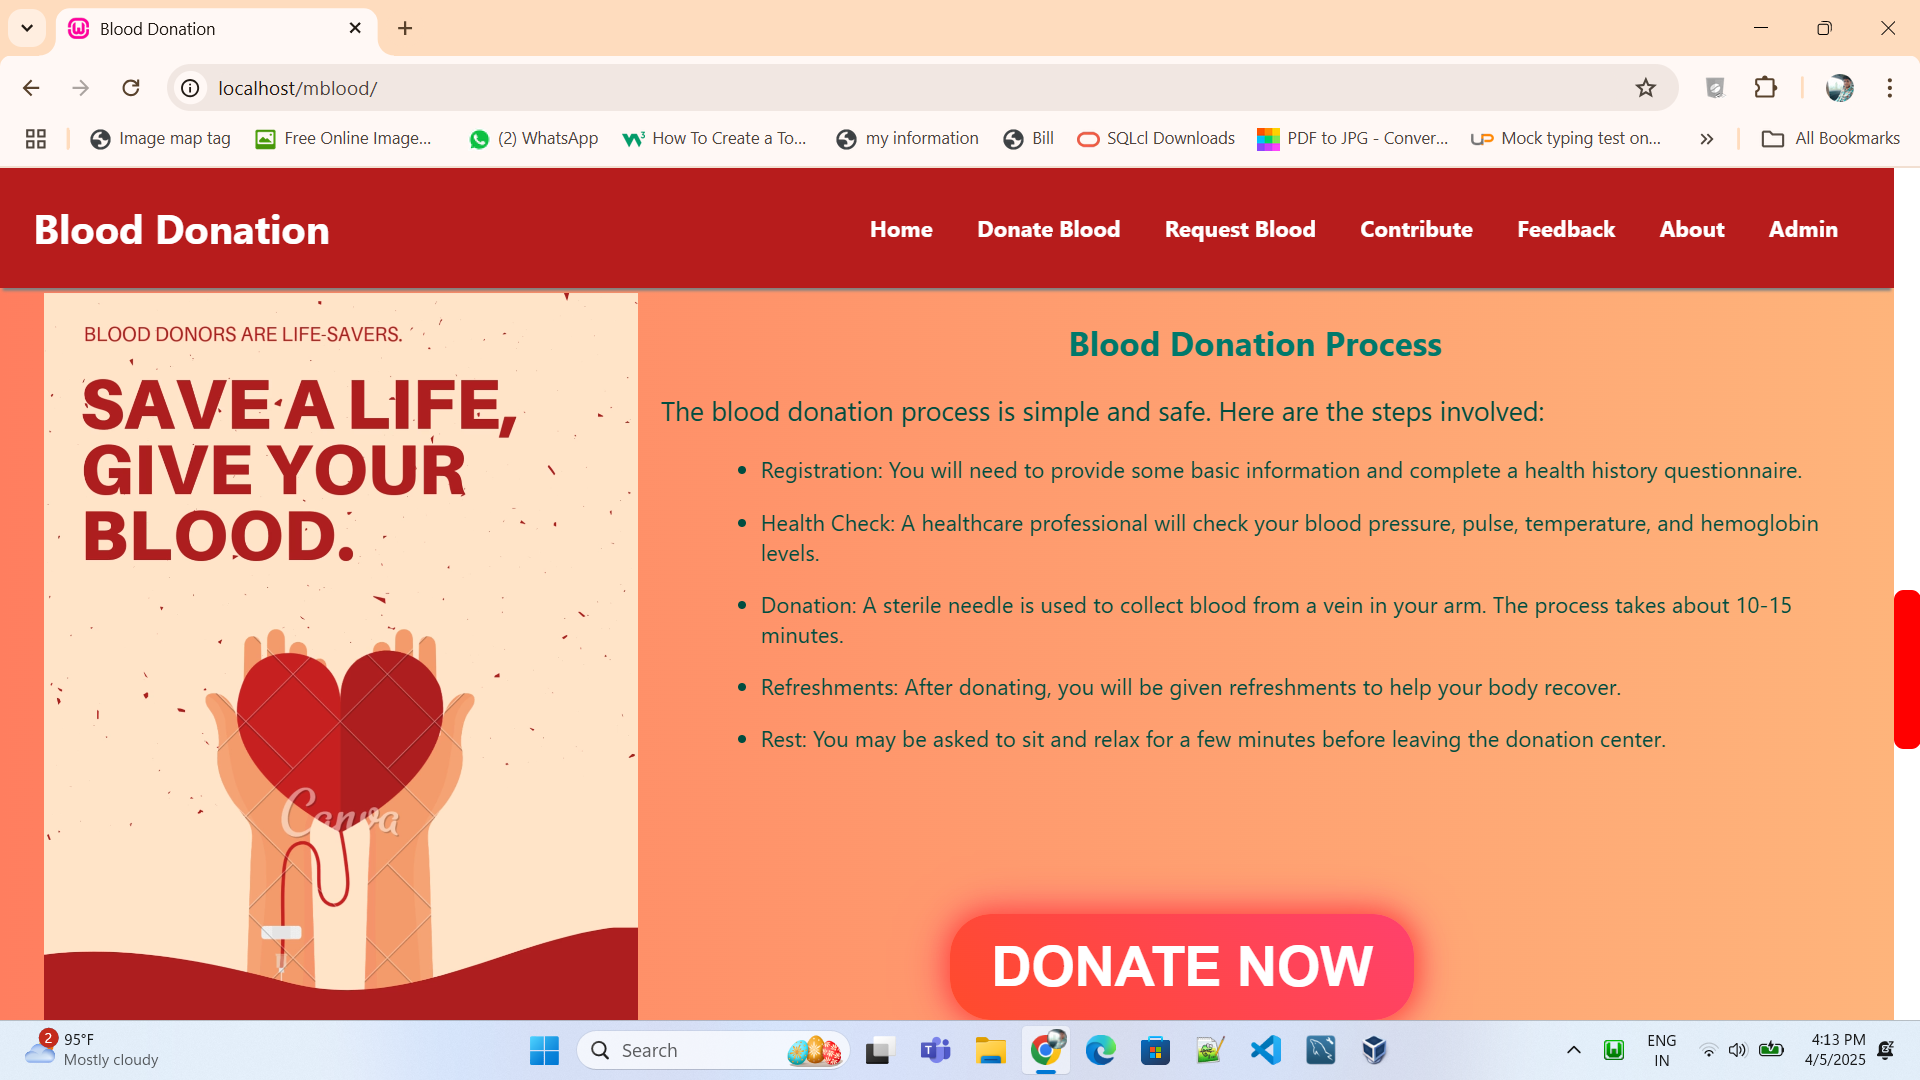 Blood Donation
localhost/mblood/
Image map tag
Free Online Image...
(2) WhatsApp
How To Create a To...
my information
Bill
SQLcl Downloads
PDF to JPG - Conver...
Mock typing test on...
All Bookmarks
Blood Donation
Home
Donate Blood
Request Blood
Contribute
Feedback
About
Admin
BLOOD DONORS ARE LIFE-SAVERS.
SAVE A LIFE,
GIVE YOUR
BLOOD.
Canva
Blood Donation Process
The blood donation process is simple and safe. Here are the steps involved:
• Registration: You will need to provide some basic information and complete a health history questionnaire.
• Health Check: A healthcare professional will check your blood pressure, pulse, temperature, and hemoglobin
levels.
• Donation: A sterile needle is used to collect blood from a vein in your arm. The process takes about 10-15
minutes.
• Refreshments: After donating, you will be given refreshments to help your body recover.
• Rest: You may be asked to sit and relax for a few minutes before leaving the donation center.
DONATE NOW
2
95°F
Mostly cloudy
Search
ENG
IN
4:13 PM
4/5/2025